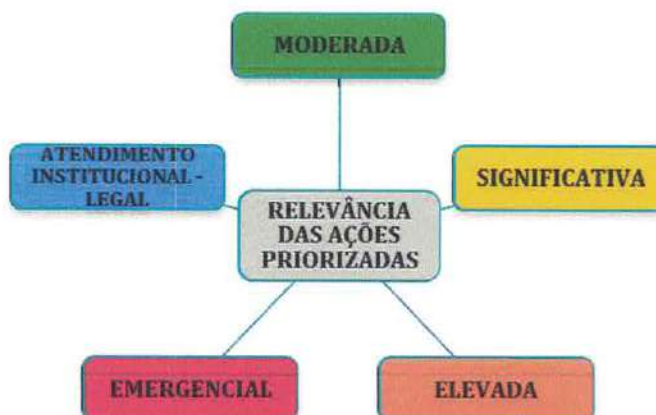 MODERADA
ATENDIMENTO
INSTITUCIONAL -
LEGAL
SIGNIFICATIVA
RELEVÂNCIA
DAS AÇÕES
PRIORIZADAS
EMERGENCIAL
ELEVADA